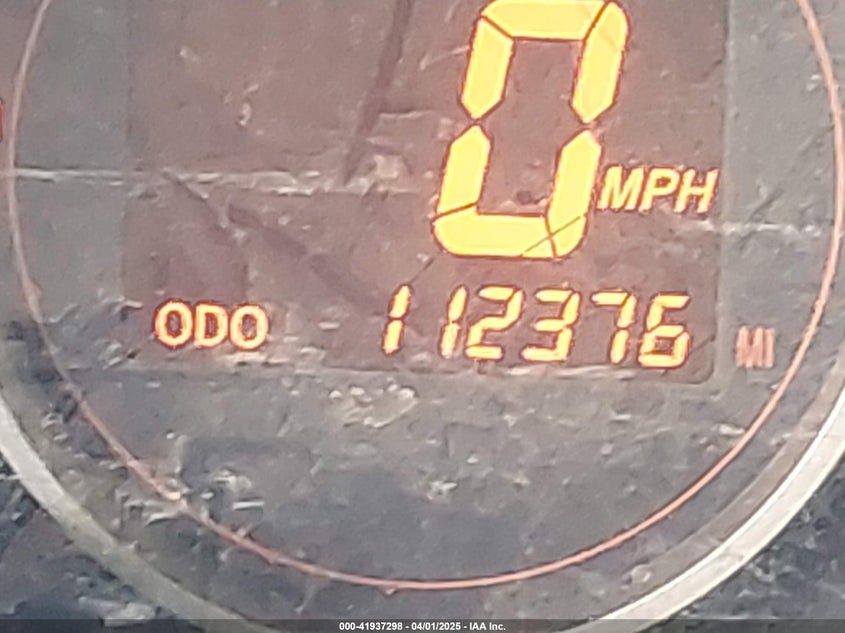 0 MPH
ODO 112376 MI
000-41937298 - 04/01/2025 - IAA Inc.